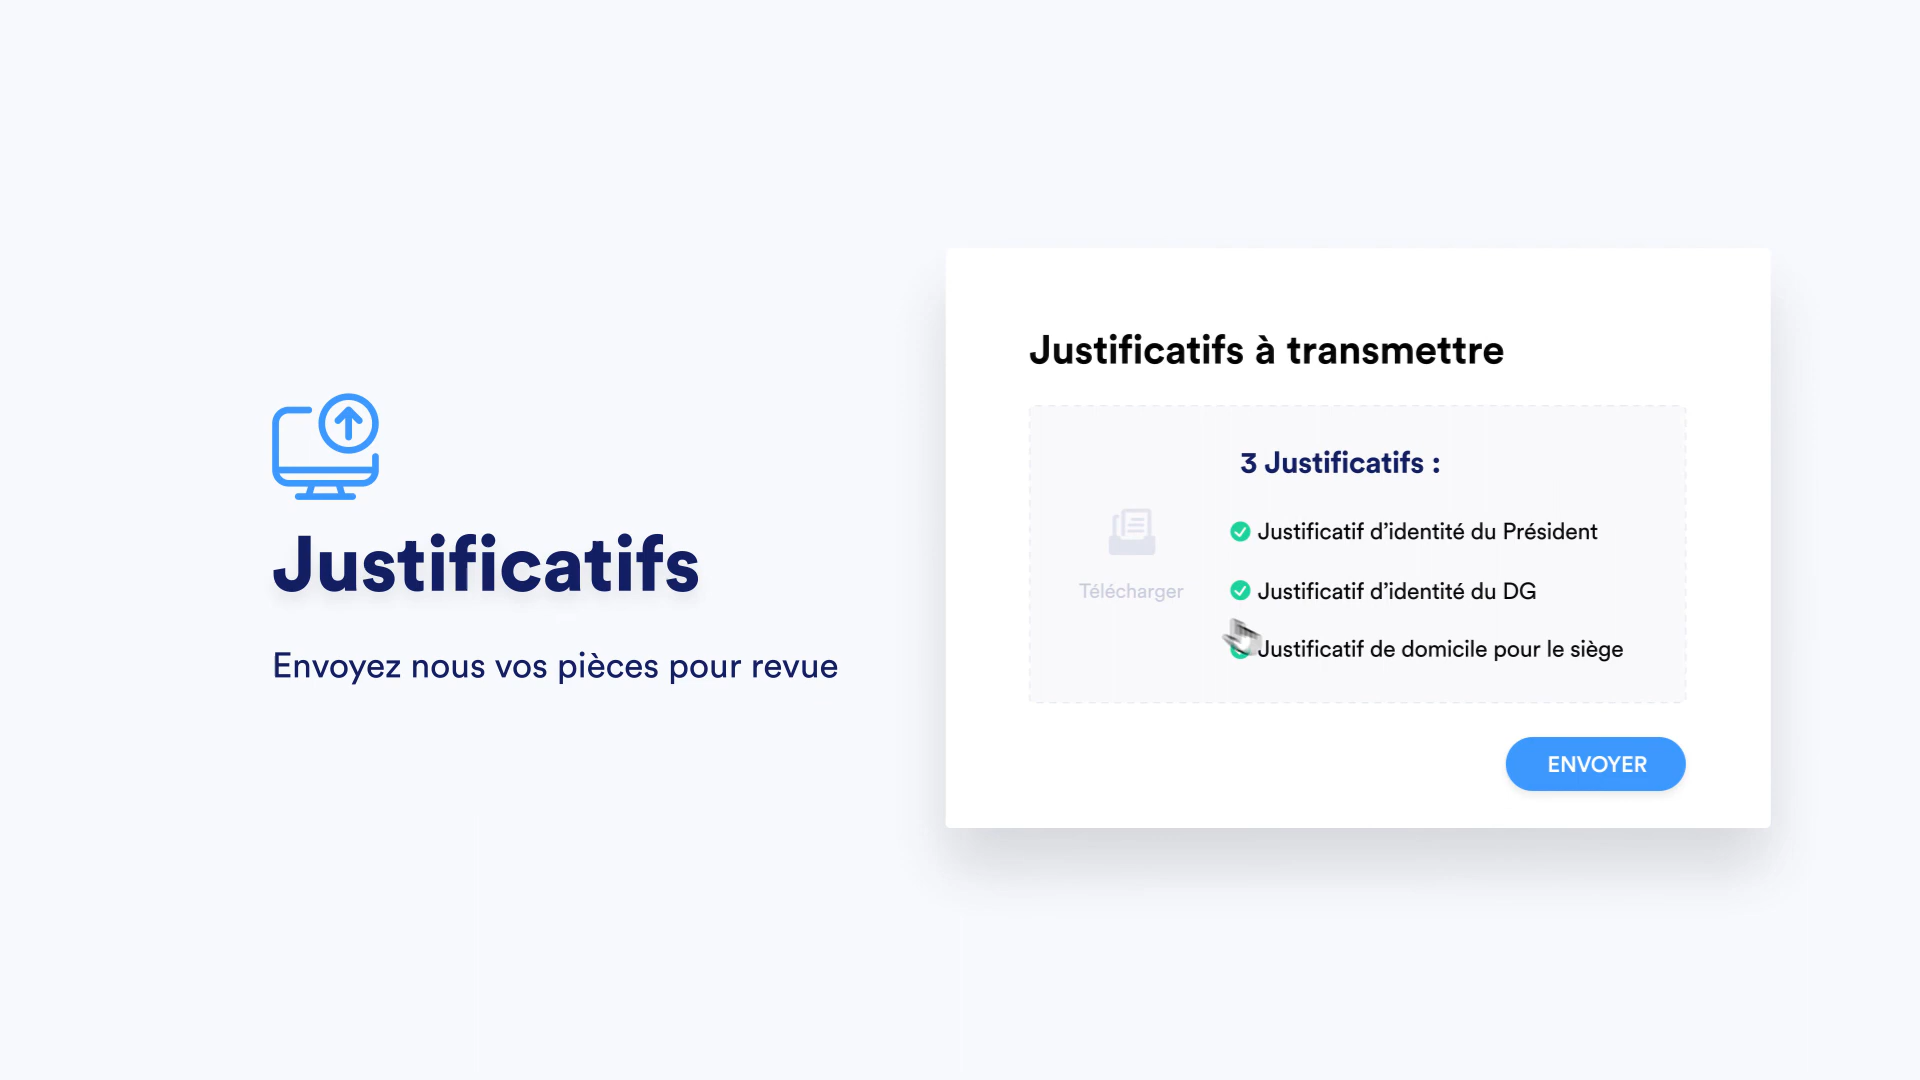 Justificatifs
Envoyez nous vos pièces pour revue
Justificatifs à transmettre
3 Justificatifs :
Télécharger
Justificatif d’identité du Président
Justificatif d’identité du DG
Justificatif de domicile pour le siège
ENVOYER